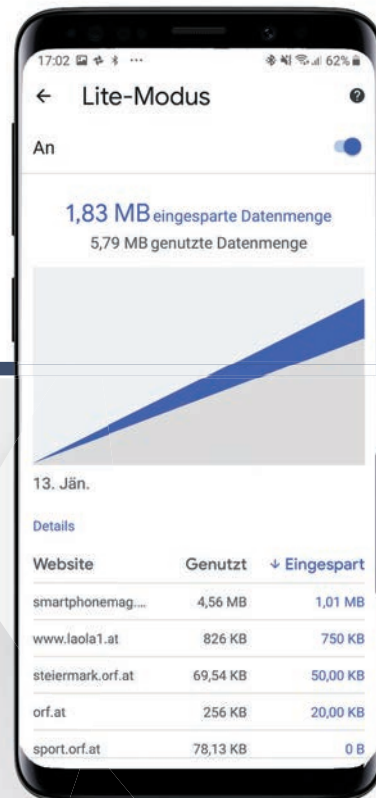 17:02 ... 62%
Lite-Modus
An
1,83 MB eingesparte Datenmenge
5,79 MB genutzte Datenmenge
13. Jän.
Details
Website Genutzt ↓ Eingespart
smartphonemag.... 4,56 MB 1,01 MB
www.laola1.at 826 KB 750 KB
steiermark.orf.at 69,54 KB 50,00 KB
orf.at 256 KB 20,00 KB
sport.orf.at 78,13 KB 0 B